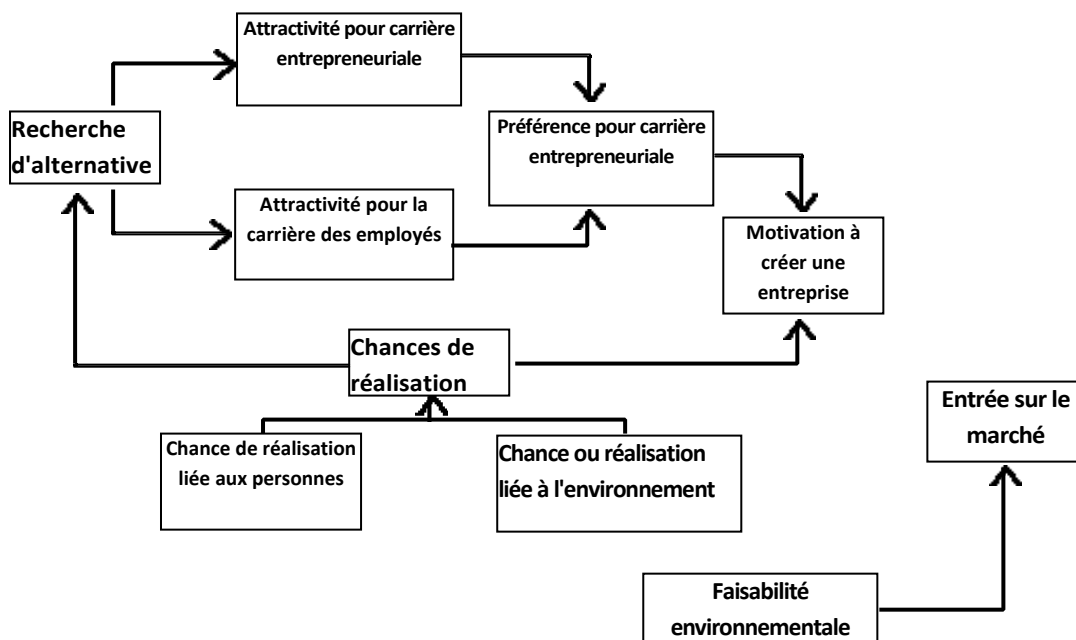 Attractivité pour carrière
entrepreneuriale
Recherche
d'alternative
Préférence pour carrière
entrepreneuriale
Attractivité pour la
carrière des employés
Motivation à
créer une
entreprise
Chances de
réalisation
Entrée sur le
marché
Chance de réalisation
liée aux personnes
Chance ou réalisation
liée à l'environnement
Faisabilité
environnementale